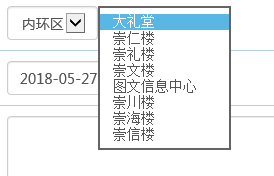 内环区
大礼堂
崇仁楼
崇礼楼
崇文楼
图文信息中心
崇川楼
崇海楼
崇信楼
2018-05-27